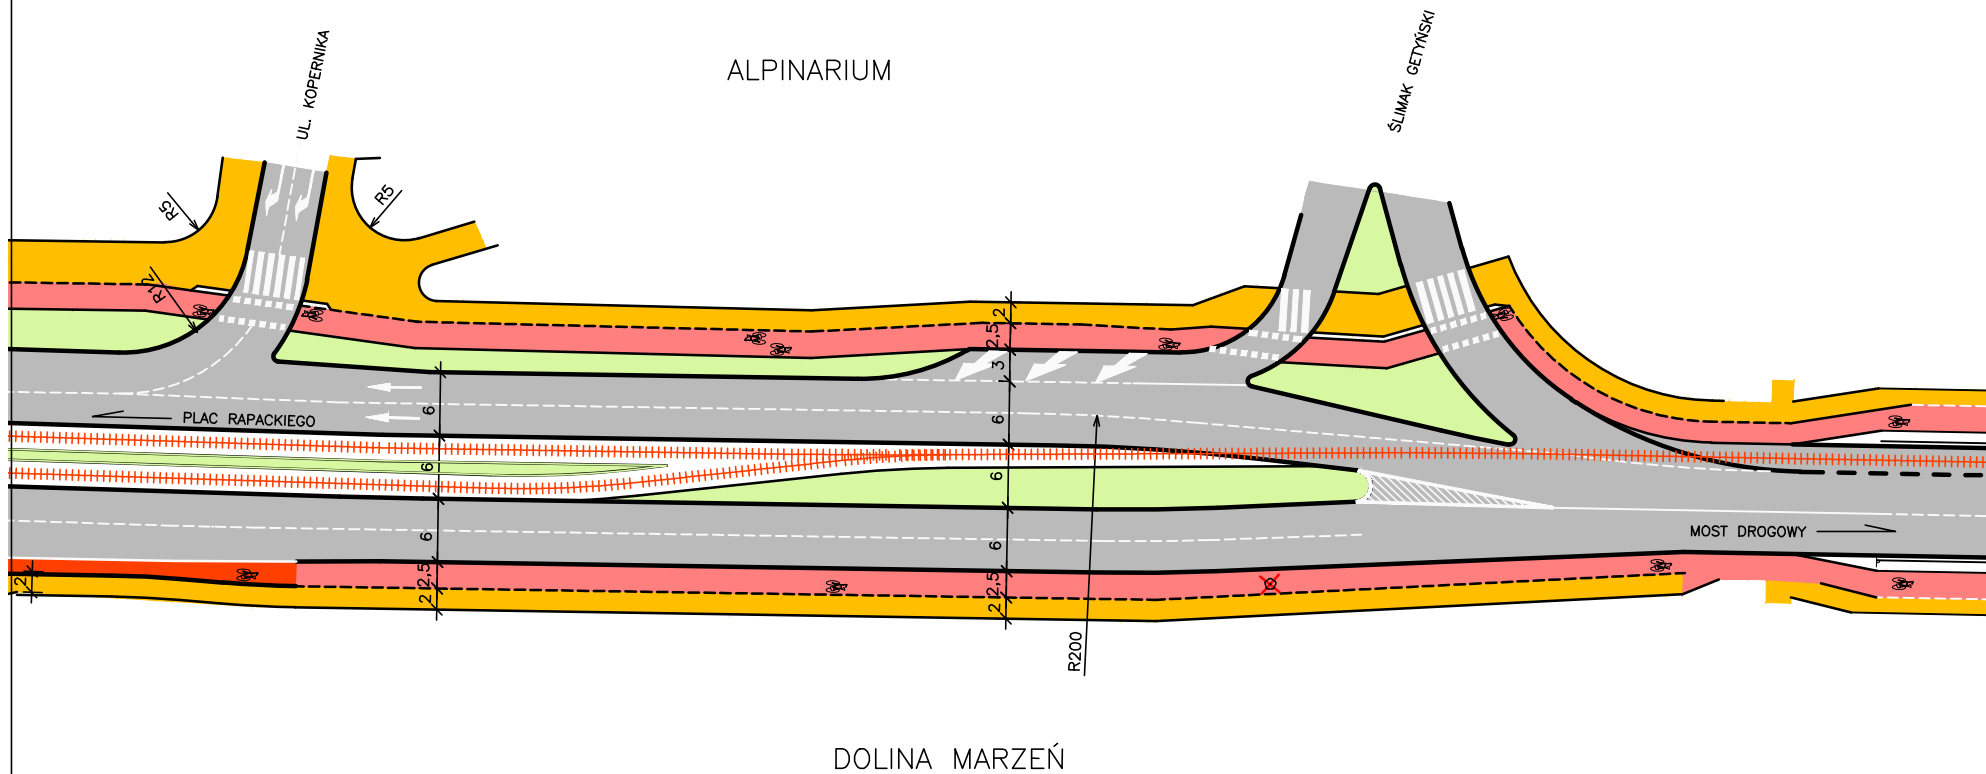 UL. KOPERNIKA
ALPINARIUM
ŚLIMAK GETYŃSKI
R5
R5
R12
2
2,5
3
6
6
6
PLAC RAPACKIEGO
6
6
6
2,5
2
2
2,5
2
MOST DROGOWY
R200
DOLINA MARZEŃ